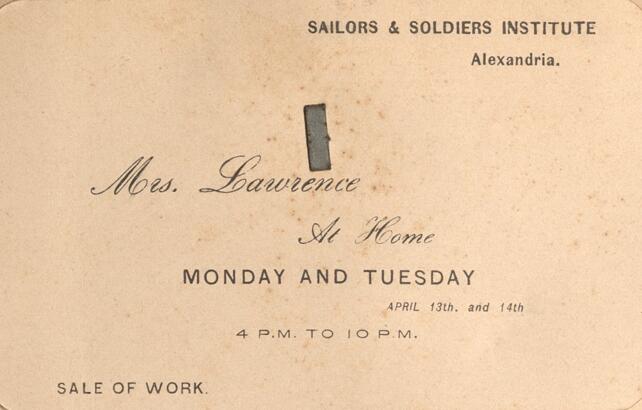 SAILORS & SOLDIERS INSTITUTE
Alexandria.
Mrs. Lawrence
At Home
MONDAY AND TUESDAY
APRIL 13th. and 14th
4 P.M. TO 10 P.M.
SALE OF WORK.